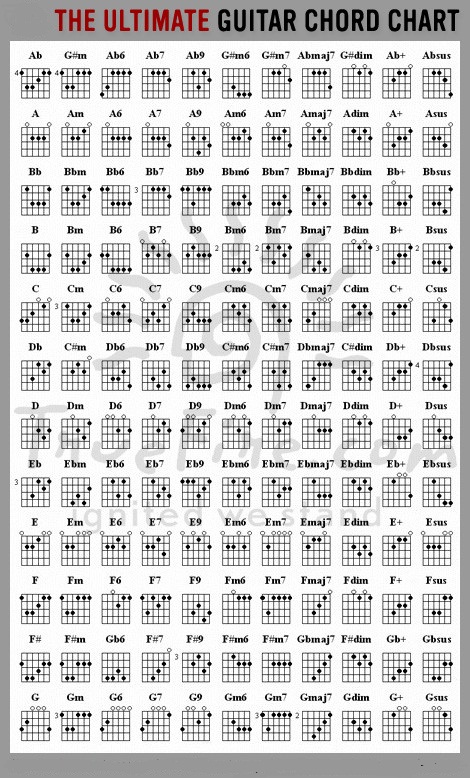 THE ULTIMATE GUITAR CHORD CHART
Ab G#m Ab6 Ab7 Ab9 G#m6 G#m7 Abmaj7 G#dim Ab+ Absus
4 4
A Am A6 A7 A9 Am6 Am7 Amaj7 Adim A+ Asus
Bb Bbm Bb6 Bb7 Bb9 Bbm6 Bbm7 Bbmaj7 Bbdim Bb+ Bbsus
3
B Bm B6 B7 B9 Bm6 Bm7 Bmaj7 Bdim B+ Bsus
2 2 3 2
C Cm C6 C7 C9 Cm6 Cm7 Cmaj7 Cdim C+ Csus
3
Db C#m Db6 Db7 Db9 C#m6 C#m7 Dbmaj7 C#dim Db+ Dbsus
4
D Dm D6 D7 D9 Dm6 Dm7 Dmaj7 Ddim D+ Dsus
Eb Ebm Eb6 Eb7 Eb9 Ebm6 Ebm7 Ebmaj7 Ebdim Eb+ Ebsus
3
ignited we stand
E Em E6 E7 E9 Em6 Em7 Emaj7 Edim E+ Esus
F Fm F6 F7 F9 Fm6 Fm7 Fmaj7 Fdim F+ Fsus
F# F#m Gb6 F#7 F#9 F#m6 F#m7 Gbmaj7 F#dim Gb+ Gbsus
3
G Gm G6 G7 G9 Gm6 Gm7 Gmaj7 Gdim G+ Gsus
3 3 2